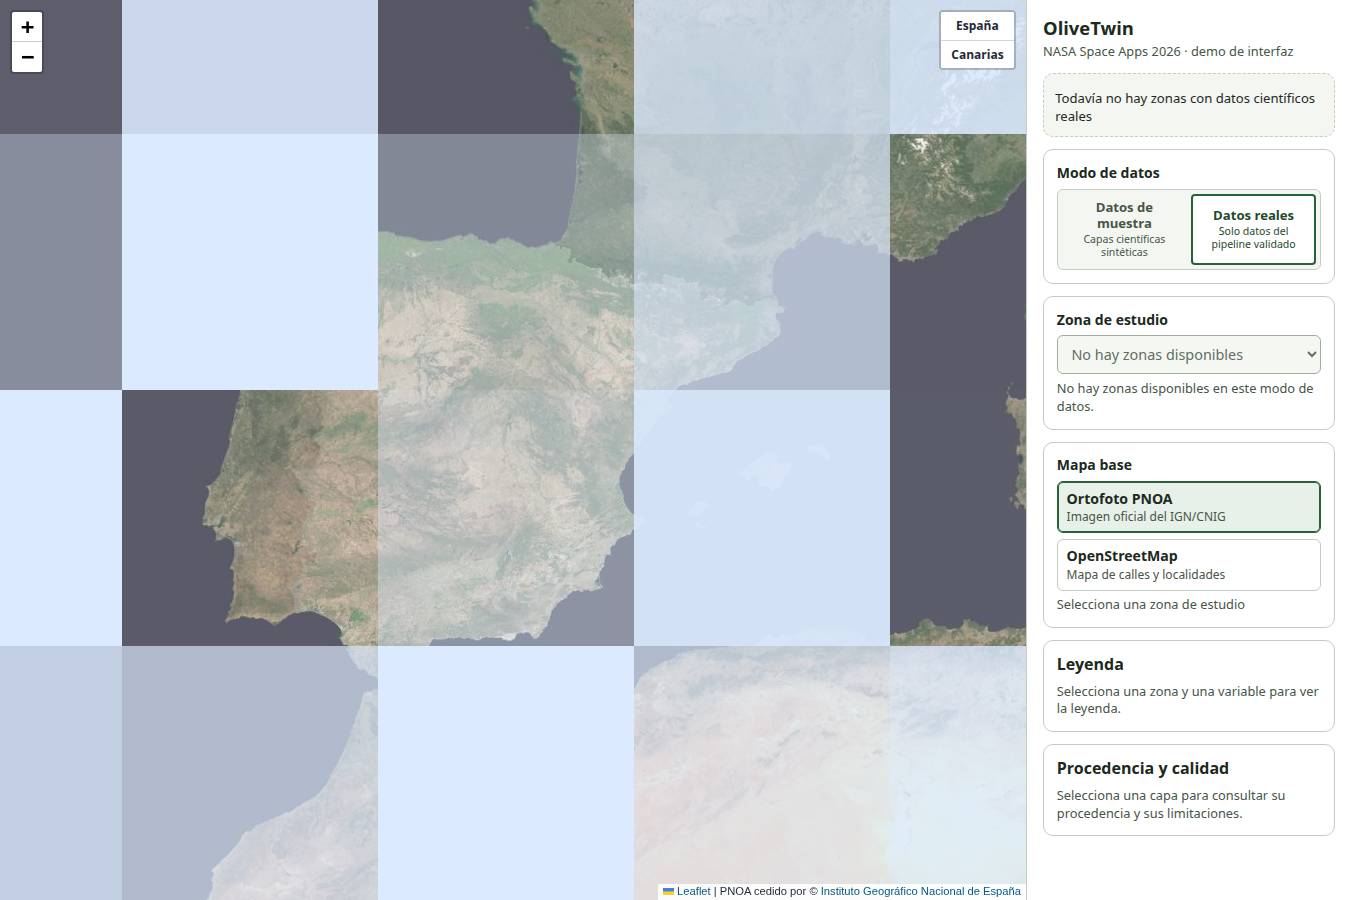 +
−
España
Canarias
Leaflet | PNOA cedido por © Instituto Geográfico Nacional de España
OliveTwin
NASA Space Apps 2026 · demo de interfaz
Todavía no hay zonas con datos científicos
reales
Modo de datos
Datos de
muestra
Capas científicas
sintéticas
Datos reales
Solo datos del
pipeline validado
Zona de estudio
No hay zonas disponibles
No hay zonas disponibles en este modo de
datos.
Mapa base
Ortofoto PNOA
Imagen oficial del IGN/CNIG
OpenStreetMap
Mapa de calles y localidades
Selecciona una zona de estudio
Leyenda
Selecciona una zona y una variable para ver
la leyenda.
Procedencia y calidad
Selecciona una capa para consultar su
procedencia y sus limitaciones.